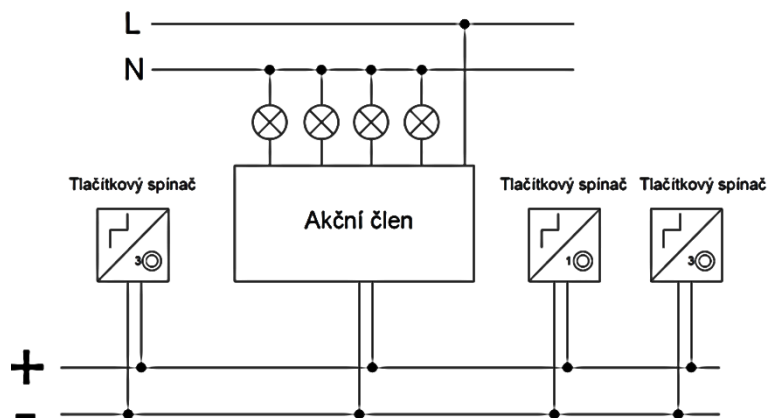 L
N
Tlačítkový spínač
Akční člen
Tlačítkový spínač
Tlačítkový spínač
3
1
3
+
-